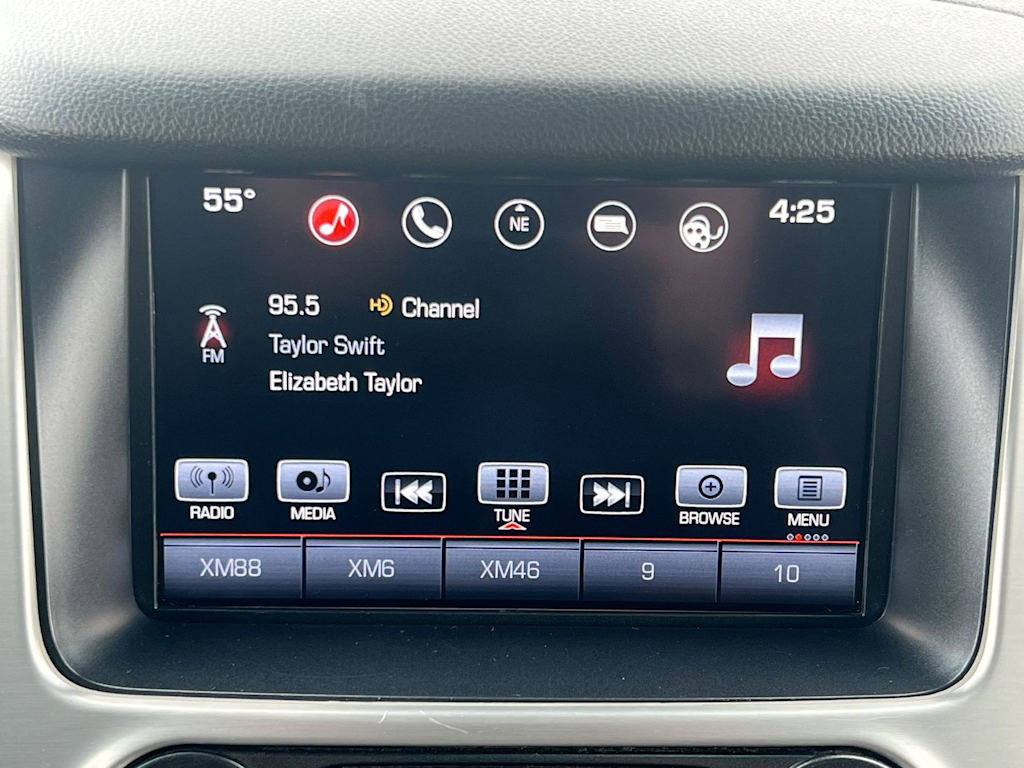 55° NE 4:25
95.5 HD Channel
FM
Taylor Swift
Elizabeth Taylor
RADIO MEDIA TUNE BROWSE MENU
XM88 XM6 XM46 9 10